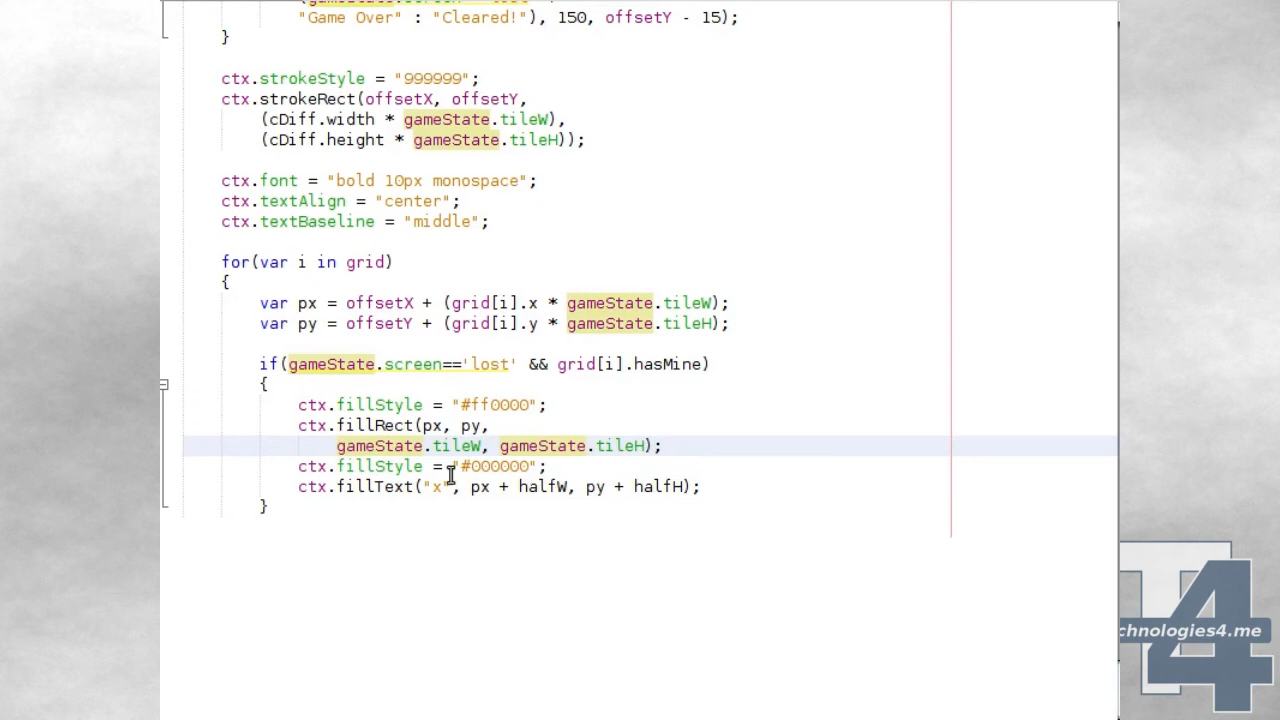 "Game Over" : "Cleared!"), 150, offsetY - 15);
}
ctx.strokeStyle = "999999";
ctx.strokeRect(offsetX, offsetY,
(cDiff.width * gameState.tileW),
(cDiff.height * gameState.tileH));
ctx.font = "bold 10px monospace";
ctx.textAlign = "center";
ctx.textBaseline = "middle";
for(var i in grid)
{
var px = offsetX + (grid[i].x * gameState.tileW);
var py = offsetY + (grid[i].y * gameState.tileH);
if(gameState.screen=='lost' && grid[i].hasMine)
{
ctx.fillStyle = "#ff0000";
ctx.fillRect(px, py,
gameState.tileW, gameState.tileH);
ctx.fillStyle = "#000000";
ctx.fillText("x", px + halfW, py + halfH);
}
T4
chnologies4.me